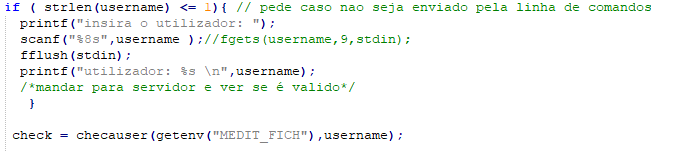 if ( strlen(username) <= 1){ // pede caso nao seja enviado pela linha de comandos
printf("insira o utilizador: ");
scanf("%8s",username );//fgets(username,9,stdin);
fflush(stdin);
printf("utilizador: %s \n",username);
/*mandar para servidor e ver se é valido*/
}
check = checauser(getenv("MEDIT_FICH"),username);